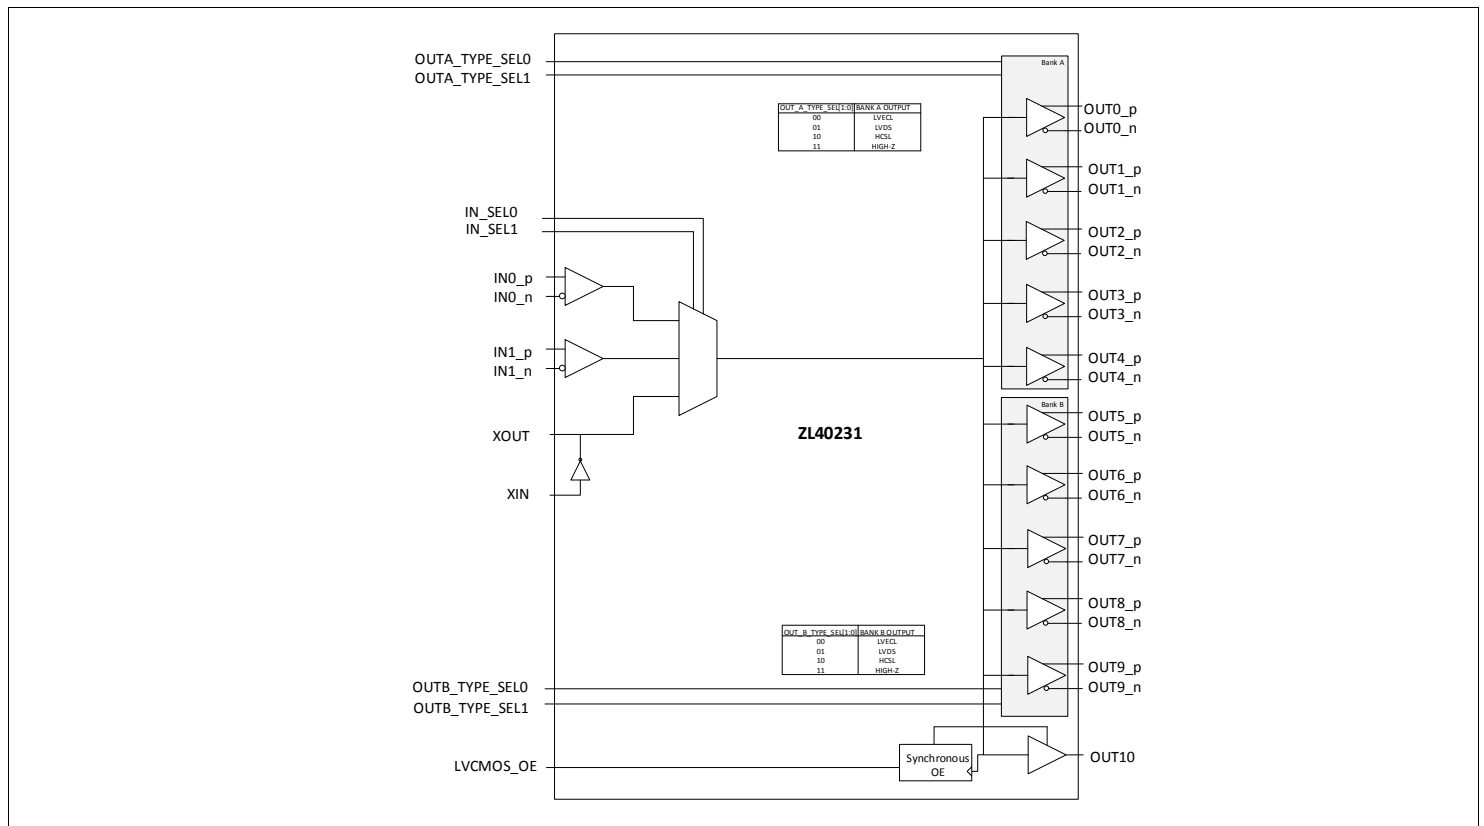 OUTA_TYPE_SEL0
OUTA_TYPE_SEL1
Bank A
OUT_A_TYPE_SEL[1:0] BANK A OUTPUT
00 LVECL
01 LVDS
10 HCSL
11 HIGH-Z
OUT0_p
OUT0_n
OUT1_p
OUT1_n
IN_SEL0
IN_SEL1
OUT2_p
OUT2_n
IN0_p
IN0_n
OUT3_p
OUT3_n
IN1_p
IN1_n
OUT4_p
OUT4_n
Bank B
XOUT
ZL40231
OUT5_p
OUT5_n
XIN
OUT6_p
OUT6_n
OUT7_p
OUT7_n
OUT8_p
OUT8_n
OUT_B_TYPE_SEL[1:0] BANK B OUTPUT
00 LVECL
01 LVDS
10 HCSL
11 HIGH-Z
OUT9_p
OUT9_n
OUTB_TYPE_SEL0
OUTB_TYPE_SEL1
LVCMOS_OE
Synchronous
OE
OUT10